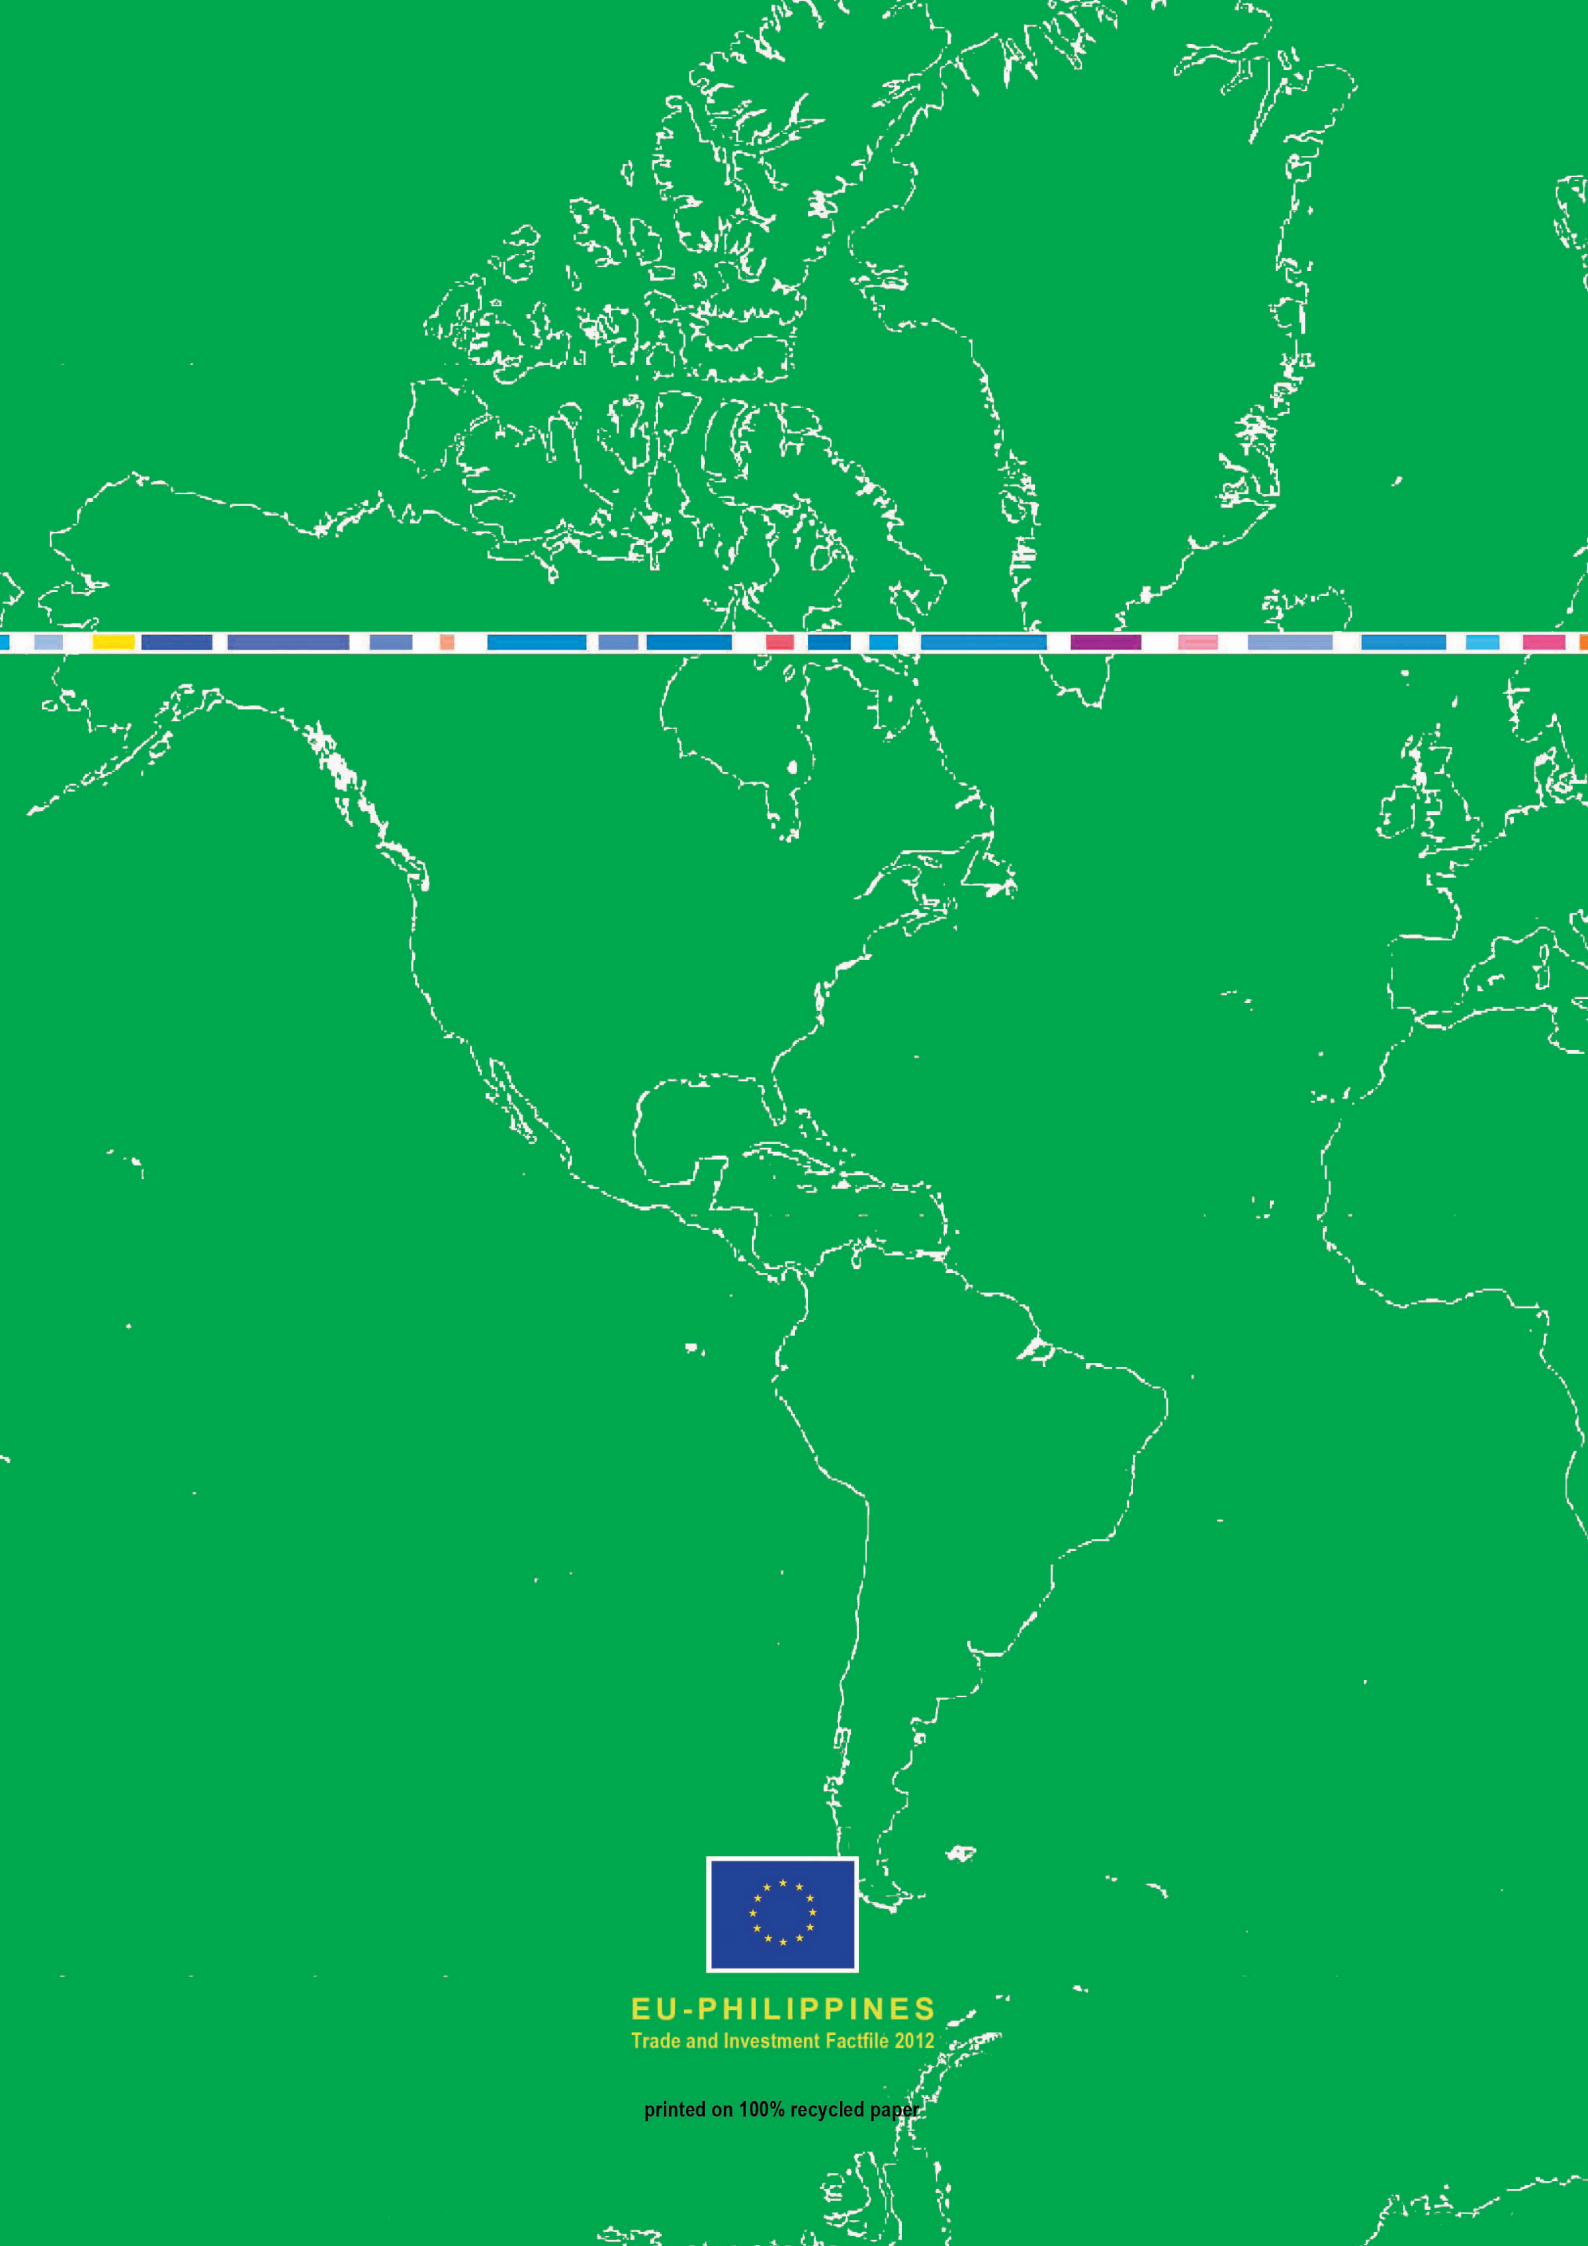 EU-PHILIPPINES
Trade and Investment Factfile 2012
printed on 100% recycled paper